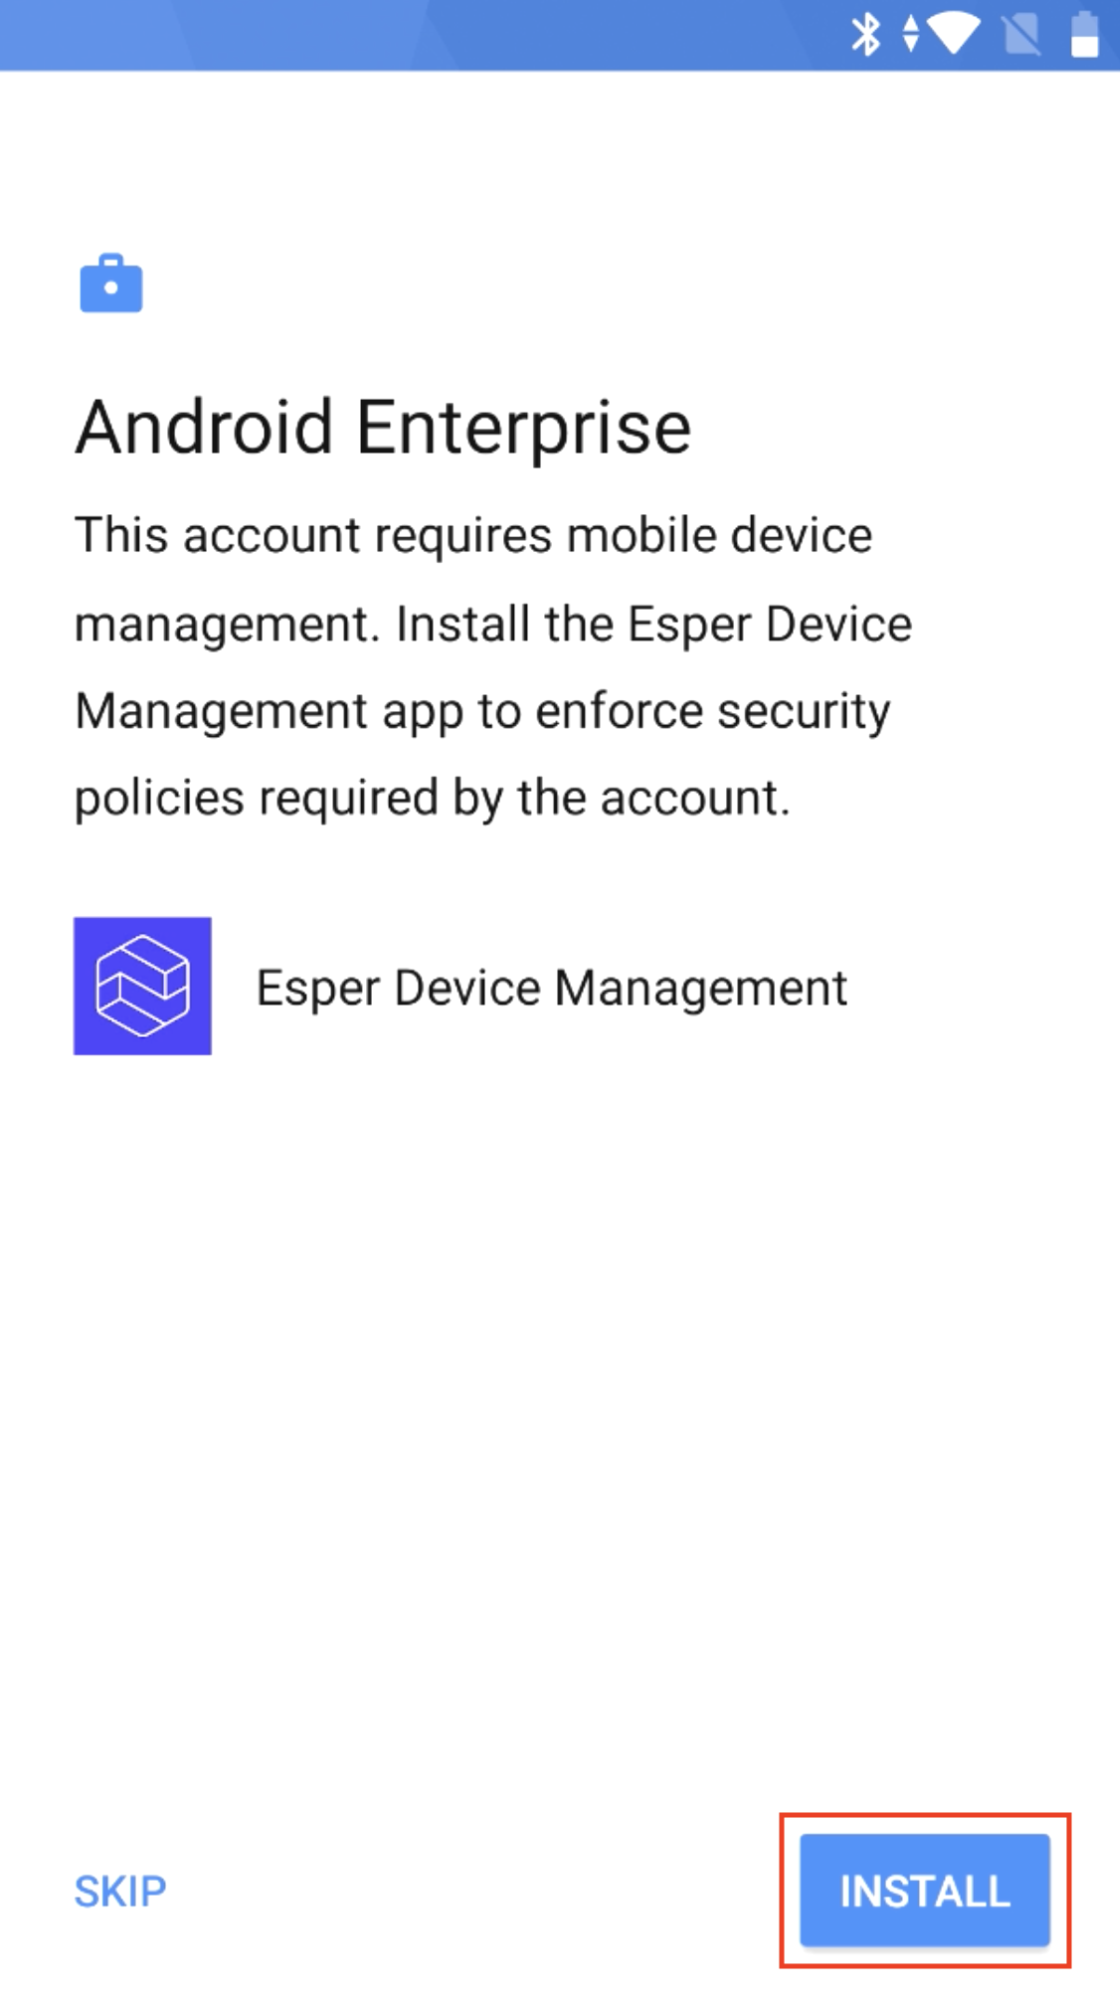 Android Enterprise
This account requires mobile device
management. Install the Esper Device
Management app to enforce security
policies required by the account.
Esper Device Management
SKIP
INSTALL